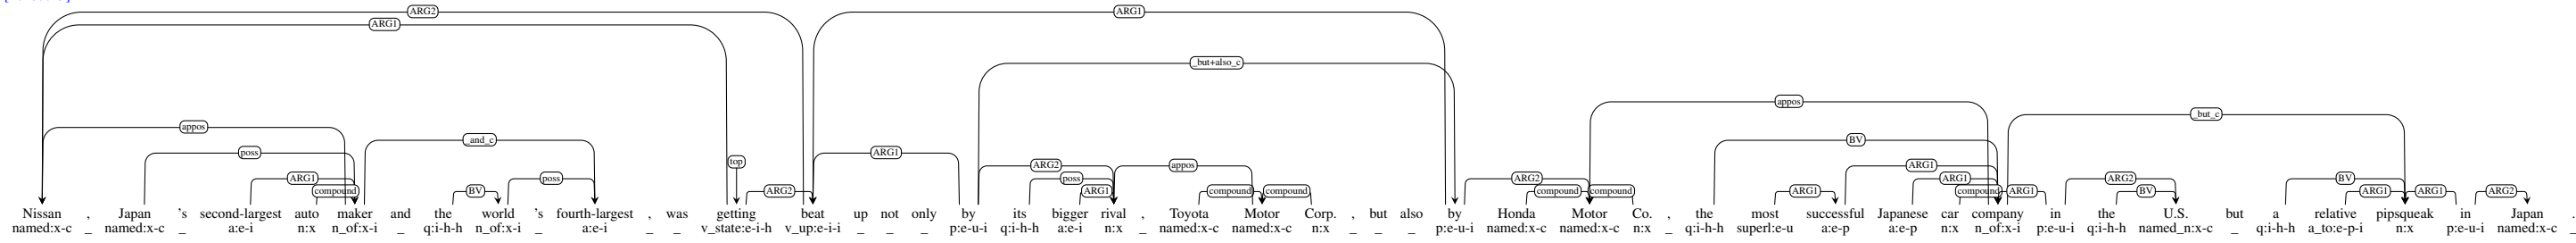 ARG2
ARG1
ARG1
_but+also_c
appos
_but_c
appos
_and_c
BV
poss
ARG1
top
ARG2
appos
ARG1
ARG1
poss
poss
ARG2
ARG1
ARG2
BV
compound
BV
ARG2
ARG1
compound
compound
compound
compound
ARG1
compound
ARG1
BV
ARG1
ARG1
ARG2
Nissan , Japan 's second-largest auto maker and the world 's fourth-largest , was getting beat up not only by its bigger rival , Toyota Motor Corp. , but also by Honda Motor Co. , the most successful Japanese car company in the U.S. but a relative pipsqueak in Japan .
named:x-c _ named:x-c _ a:e-i n:x n_of:x-i _ q:i-h-h n_of:x-i _ a:e-i _ _ v_state:e-i-h v_up:e-i-i _ _ _ p:e-u-i q:i-h-h a:e-i n:x _ named:x-c named:x-c n:x _ _ _ p:e-u-i named:x-c named:x-c n:x _ q:i-h-h superl:e-u a:e-p a:e-p n:x n_of:x-i p:e-u-i q:i-h-h named_n:x-c _ q:i-h-h a_to:e-p-i n:x p:e-u-i named:x-c _